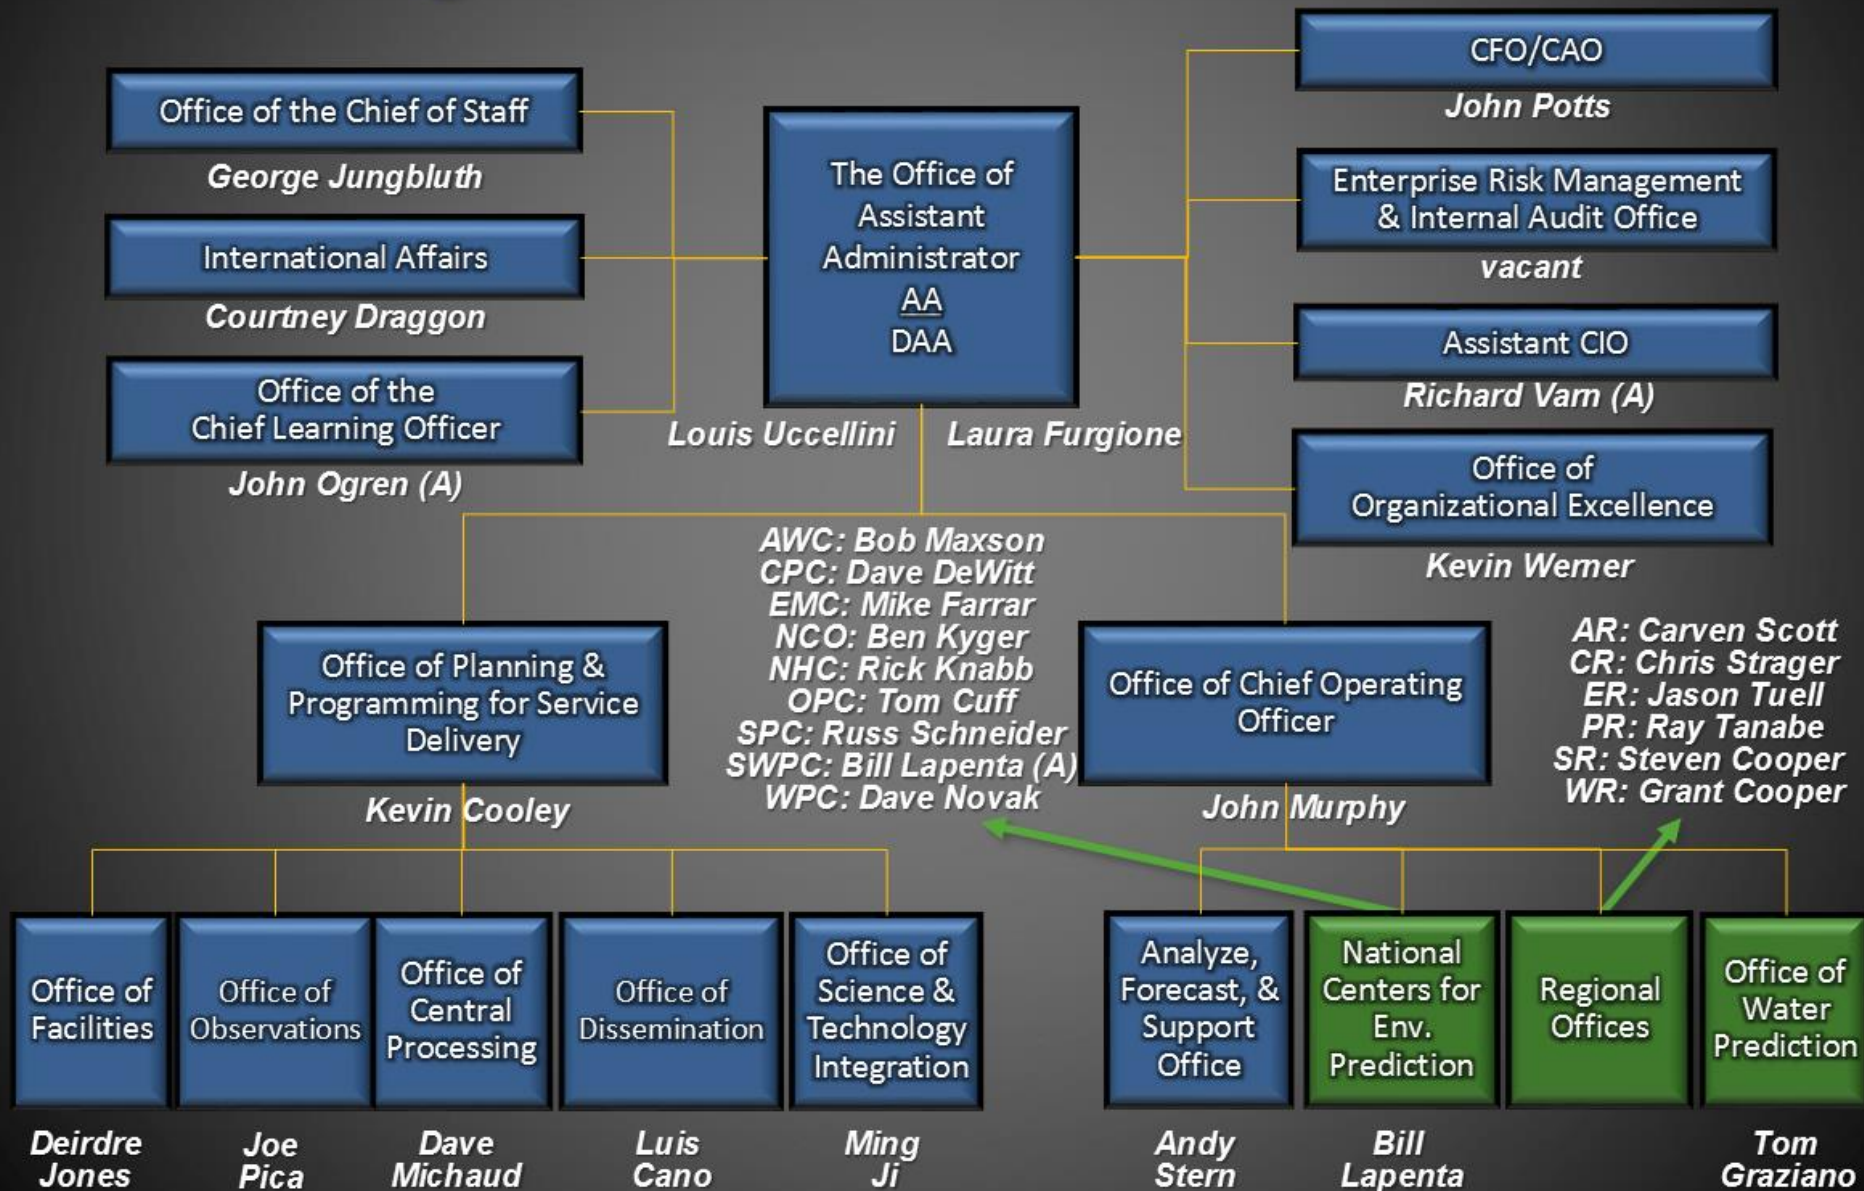 Office of the Chief of Staff
George Jungbluth
International Affairs
Courtney Draggon
Office of the
Chief Learning Officer
John Ogren (A)
The Office of
Assistant
Administrator
AA
DAA
Louis Uccellini
Laura Furgione
CFO/CAO
John Potts
Enterprise Risk Management
& Internal Audit Office
vacant
Assistant CIO
Richard Varn (A)
Office of
Organizational Excellence
Kevin Werner
Office of Planning &
Programming for Service
Delivery
Kevin Cooley
AWC: Bob Maxson
CPC: Dave DeWitt
EMC: Mike Farrar
NCO: Ben Kyger
NHC: Rick Knabb
OPC: Tom Cuff
SPC: Russ Schneider
SWPC: Bill Lapenta (A)
WPC: Dave Novak
Office of Chief Operating
Officer
John Murphy
AR: Carven Scott
CR: Chris Strager
ER: Jason Tuell
PR: Ray Tanabe
SR: Steven Cooper
WR: Grant Cooper
Office of
Facilities
Deirdre
Jones
Office of
Observations
Joe
Pica
Office of
Central
Processing
Dave
Michaud
Office of
Dissemination
Luis
Cano
Office of
Science &
Technology
Integration
Ming
Ji
Analyze,
Forecast, &
Support
Office
Andy
Stern
National
Centers for
Env.
Prediction
Bill
Lapenta
Regional
Offices
Office of
Water
Prediction
Tom
Graziano